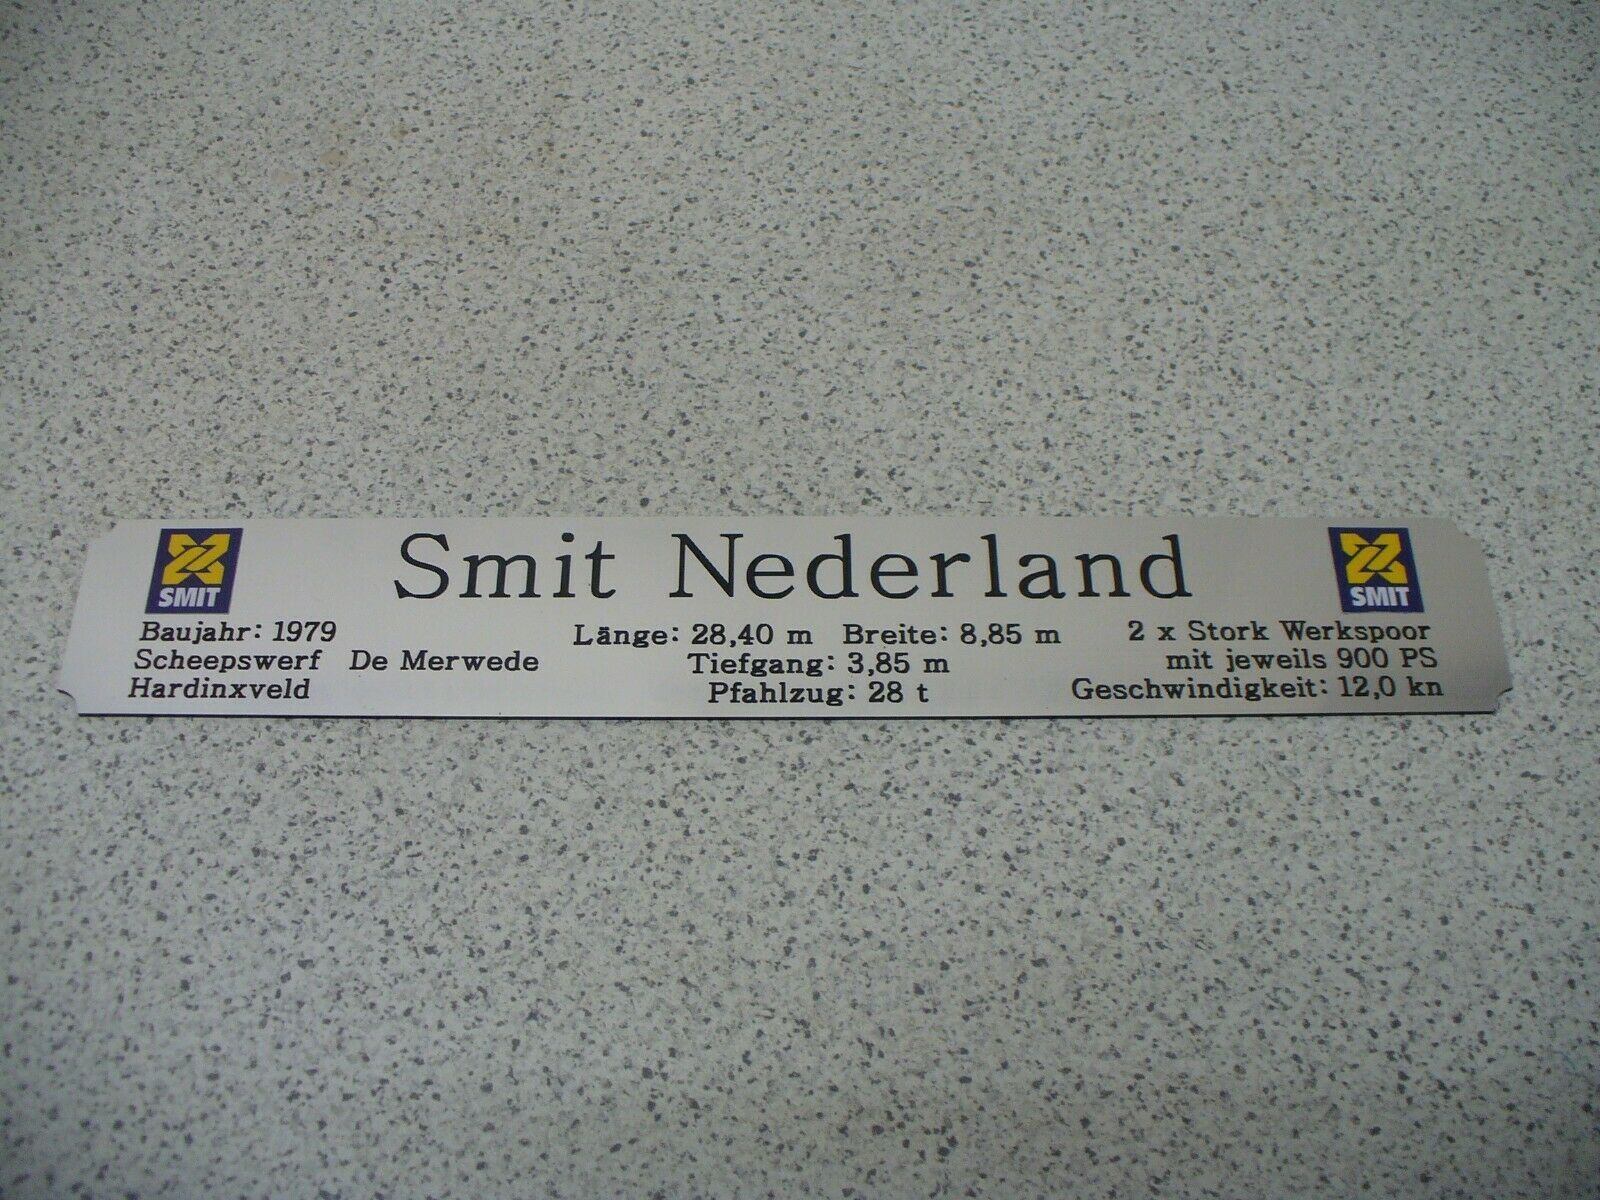 SMIT
Smit Nederland
SMIT
Baujahr: 1979
Scheepswerf De Merwede
Hardinxveld
Länge: 28,40 m Breite: 8,85 m
Tiefgang: 3,85 m
Pfahlzug: 28 t
2 x Stork Werkspoor
mit jeweils 900 PS
Geschwindigkeit: 12,0 kn